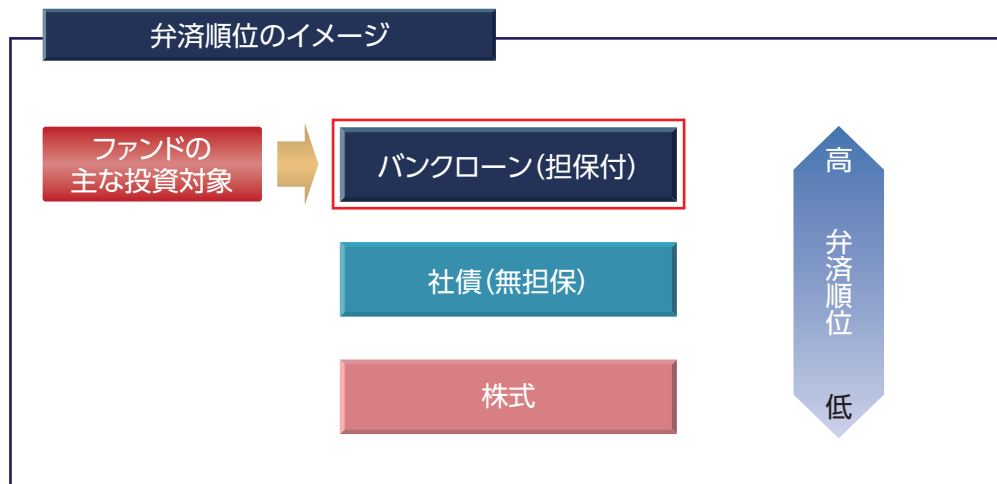 弁済順位のイメージ
ファンドの
主な投資対象
バンクローン(担保付)
社債(無担保)
株式
高
弁済順位
低